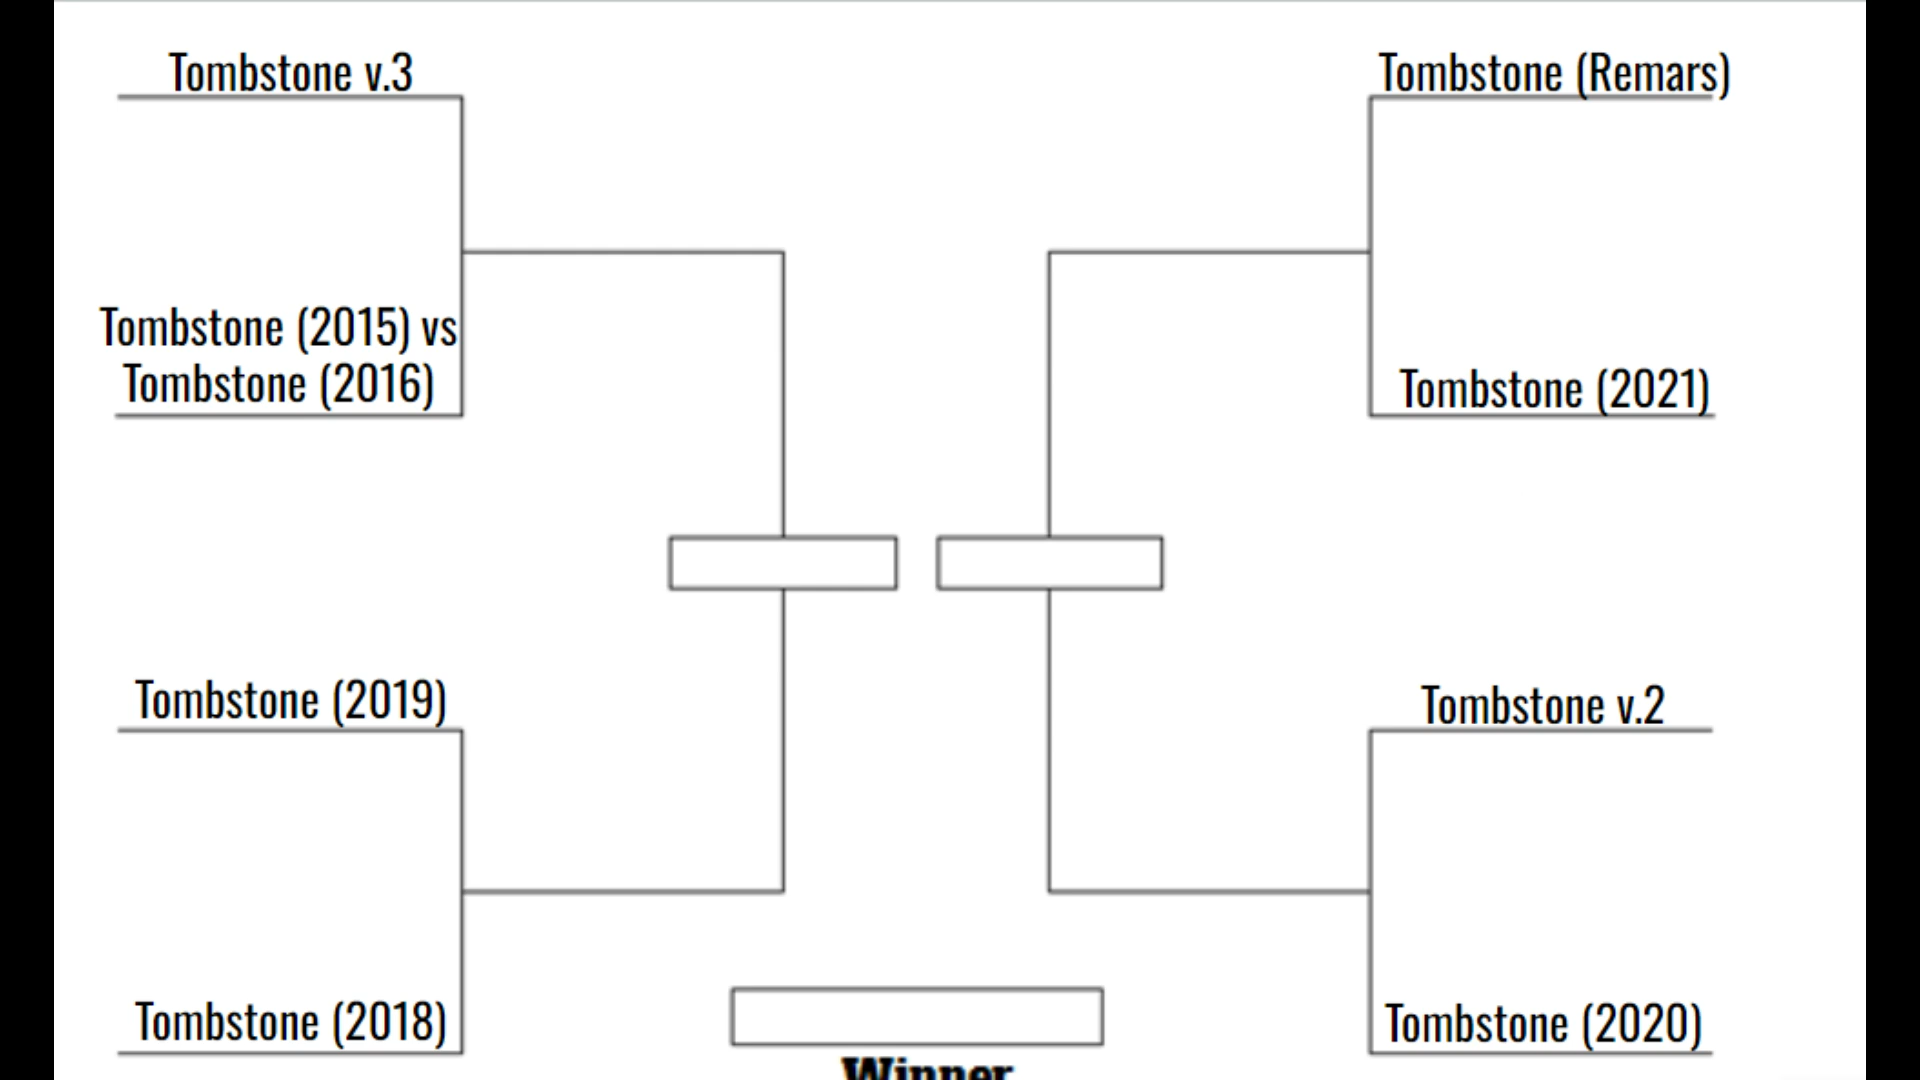 Tombstone v.3
Tombstone (Remars)
Tombstone (2015) vs
Tombstone (2016)
Tombstone (2021)
Tombstone (2019)
Tombstone v.2
Tombstone (2018)
Tombstone (2020)
Winner